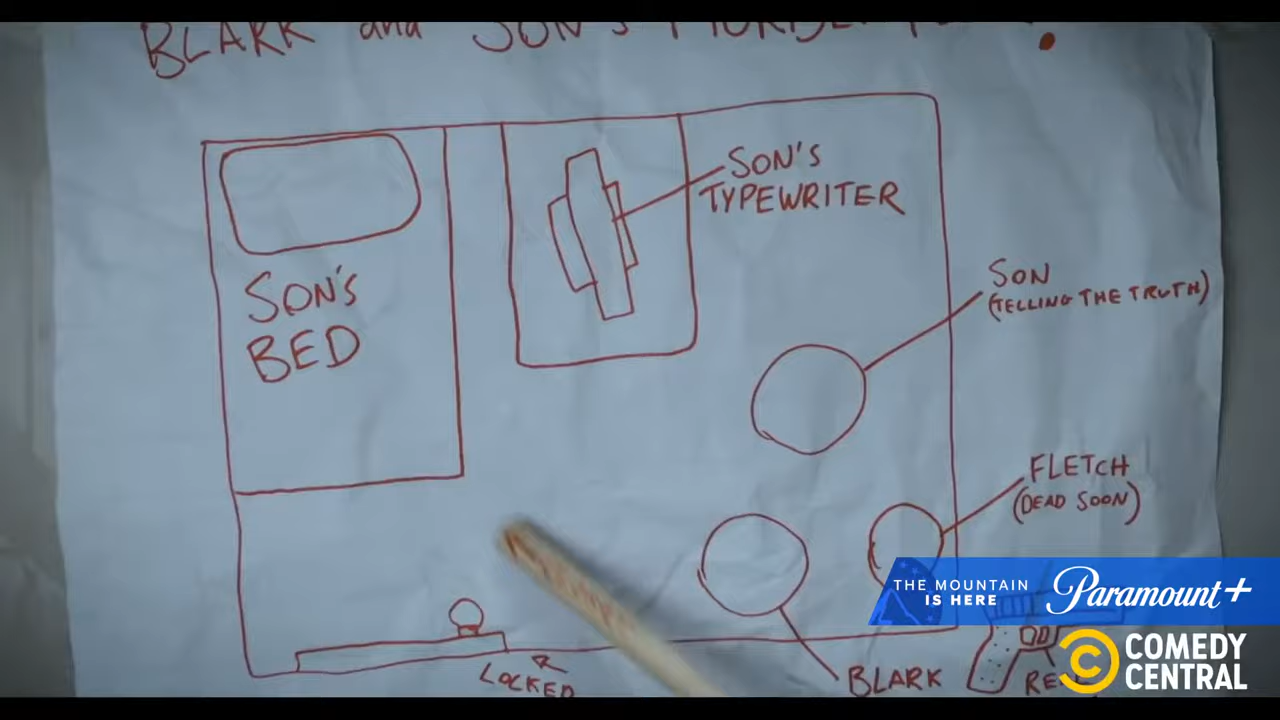 BLARK and SON'S
SON'S
TYPEWRITER
SON'S
BED
SON
(TELLING THE TRUTH)
FLETCH
(DEAD SOON)
LOCKED
BLARK
THE MOUNTAIN
IS HERE
Paramount+
COMEDY
CENTRAL